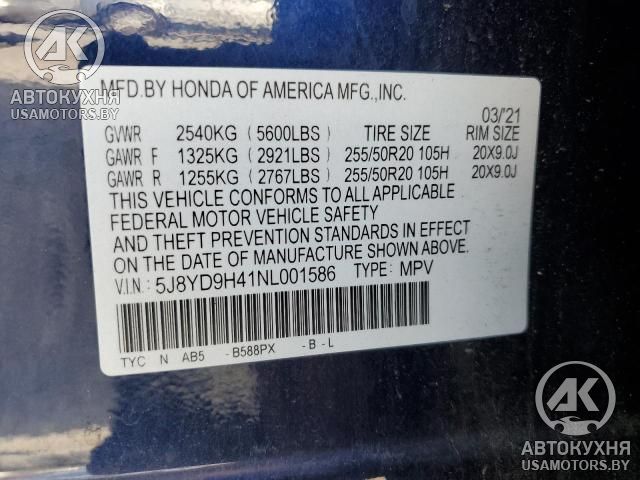 АК
АВТОКУХНЯ
USAMOTORS.BY
MFD.BY HONDA OF AMERICA MFG.,INC.
03/'21
GVWR 2540KG (5600LBS) TIRE SIZE RIM SIZE
GAWR F 1325KG (2921LBS) 255/50R20 105H 20X9.0J
GAWR R 1255KG (2767LBS) 255/50R20 105H 20X9.0J
THIS VEHICLE CONFORMS TO ALL APPLICABLE
FEDERAL MOTOR VEHICLE SAFETY
AND THEFT PREVENTION STANDARDS IN EFFECT
ON THE DATE OF MANUFACTURE SHOWN ABOVE.
V.I.N: 5J8YD9H41NL001586 TYPE: MPV
TYC N AB5 -B588PX -B-L
АК
АВТОКУХНЯ
USAMOTORS.BY